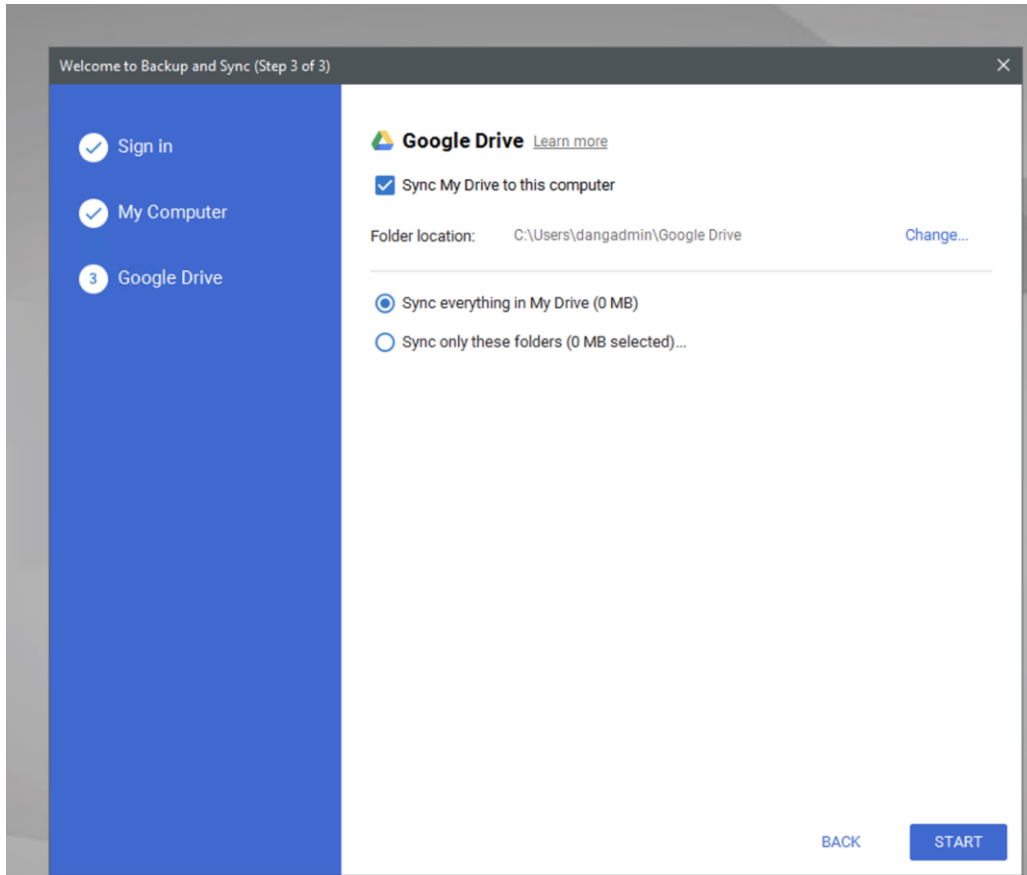 Welcome to Backup and Sync (Step 3 of 3)
Sign in
My Computer
3 Google Drive
Google Drive Learn more
Sync My Drive to this computer
Folder location: C:\Users\dangadmin\Google Drive Change...
Sync everything in My Drive (0 MB)
Sync only these folders (0 MB selected)...
BACK START